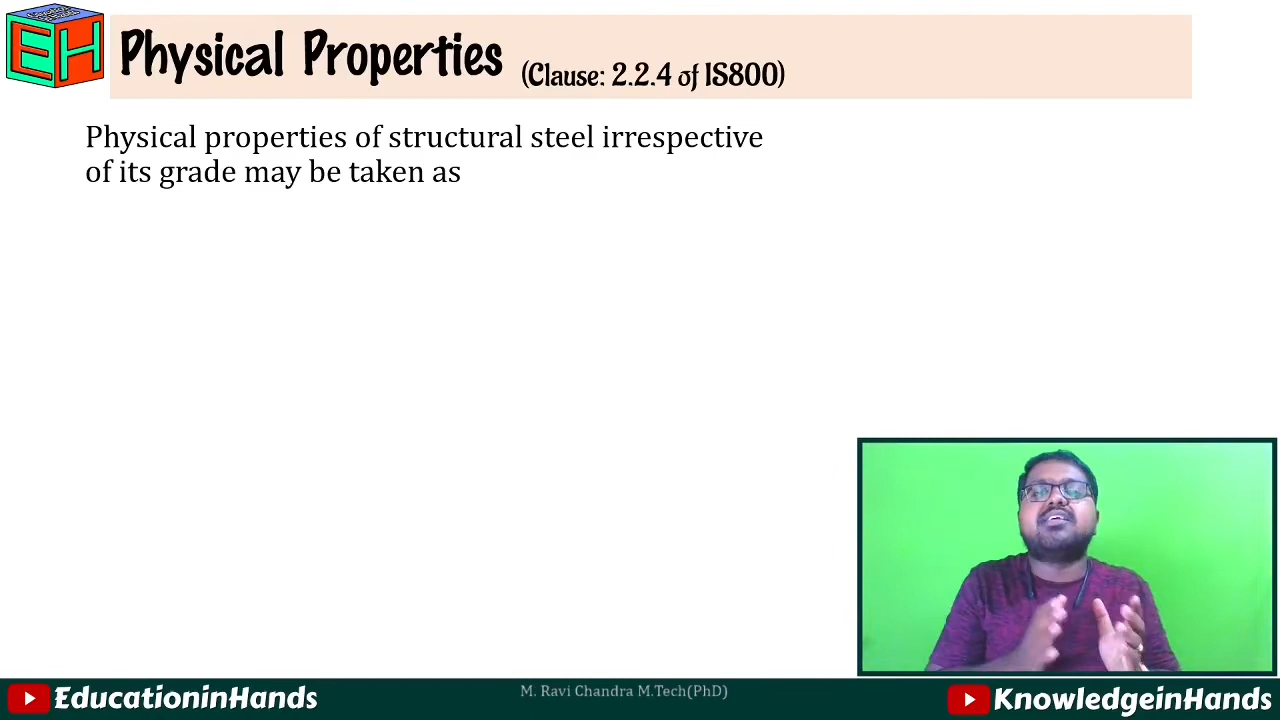 EH
Physical Properties (Clause: 2.2.4 of IS800)
Physical properties of structural steel irrespective
of its grade may be taken as
EducationinHands
M. Ravi Chandra M.Tech(PhD)
KnowledgeinHands